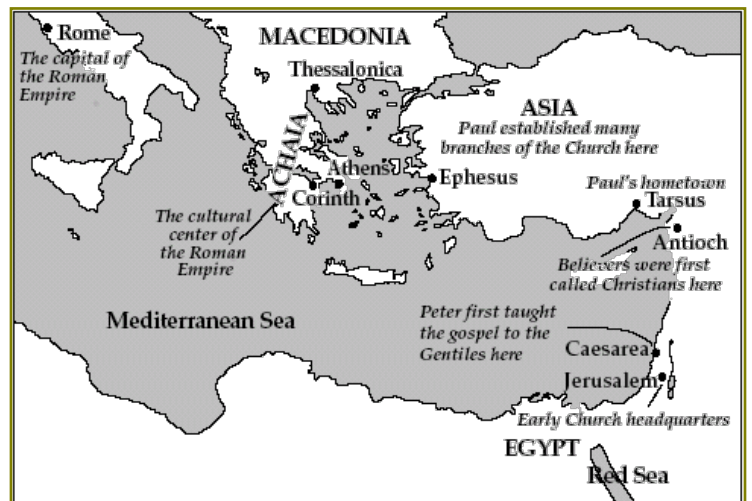 Rome
The capital of
the Roman
Empire
MACEDONIA
Thessalonica
ACHAIA
Athens
Corinth
The cultural
center of
the Roman
Empire
ASIA
Paul established many
branches of the Church here
Ephesus
Paul's hometown
Tarsus
Antioch
Believers were first
called Christians here
Mediterranean Sea
Peter first taught
the gospel to the
Gentiles here
Caesarea
Jerusalem
Early Church headquarters
EGYPT
Red Sea